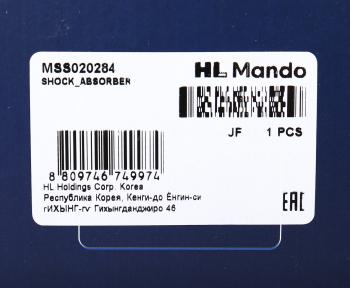 MSS020284
SHOCK_ABSORBER
HL Mando
JF 1 PCS
8 809746 749974
HL Holdings Corp. Korea
Республика Корея, Кенги-до Ёнгин-си
гИХЫНГ-гу Гихынгданджиро 46
EAC